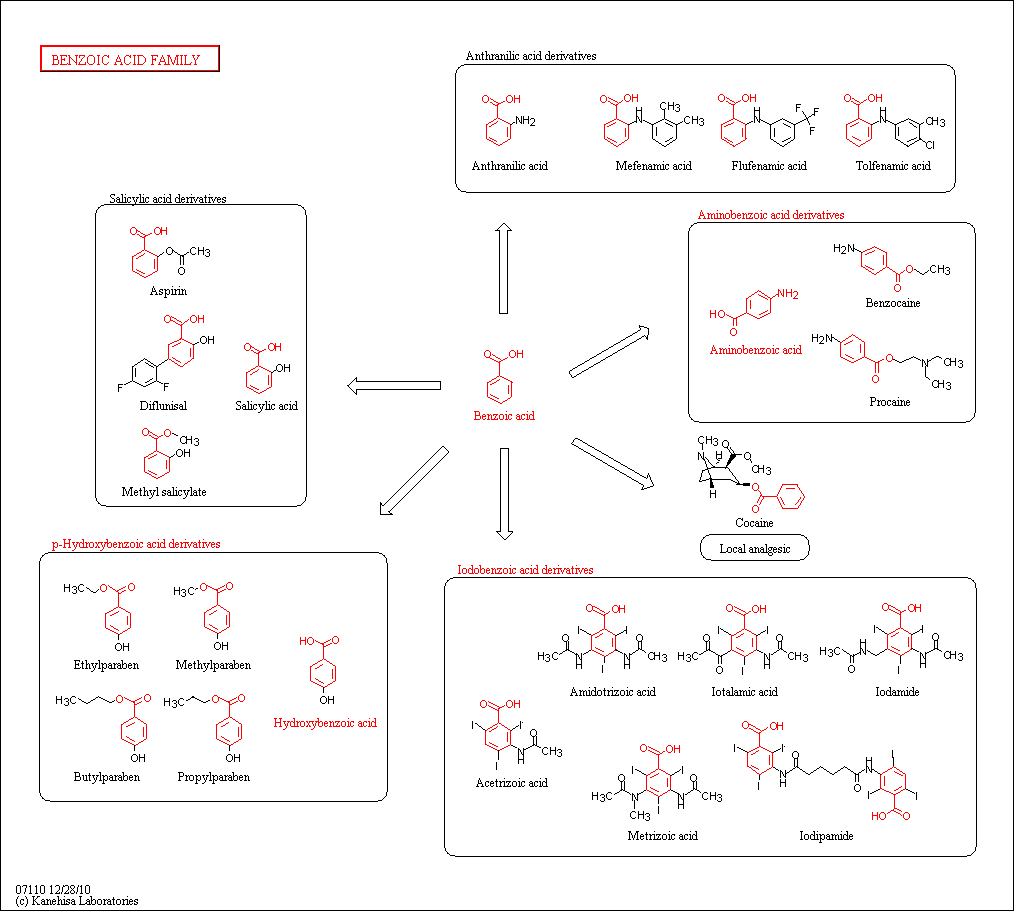 BENZOIC ACID FAMILY
Anthranilic acid derivatives
O OH
NH2
Anthranilic acid
O OH
H
N
CH3
CH3
Mefenamic acid
O OH
H
N
F
F
F
Flufenamic acid
O OH
H
N
CH3
Cl
Tolfenamic acid
Salicylic acid derivatives
O OH
O
CH3
O
Aspirin
O OH
OH
F
F
Diflunisal
O OH
OH
Salicylic acid
O O
CH3
OH
Methyl salicylate
Aminobenzoic acid derivatives
H2N
O
CH3
O
Benzocaine
NH2
HO
O
Aminobenzoic acid
H2N
O
O
N
CH3
CH3
Procaine
O OH
Benzoic acid
CH3
N
H
O
O
CH3
O
O
H
Cocaine
Local analgesic
p-Hydroxybenzoic acid derivatives
H3C O O
OH
Ethylparaben
H3C O O
OH
Methylparaben
HO O
OH
Hydroxybenzoic acid
H3C O O
OH
Butylparaben
H3C O O
OH
Propylparaben
Iodobenzoic acid derivatives
O OH
I I
O O
H3C N N CH3
H I H
Amidotrizoic acid
O OH
I I
O O
H3C N CH3
O I H
Iotalamic acid
O OH
I I
H O
H3C N N CH3
O I H
Iodamide
O OH
I I
O
N CH3
I H
Acetrizoic acid
O OH
I I
O O
H3C N N CH3
CH3 I H
Metrizoic acid
O OH
I I
O
N
I H
O
H
N
I
I I
HO O
Iodipamide
07110 12/28/10
(c) Kanehisa Laboratories